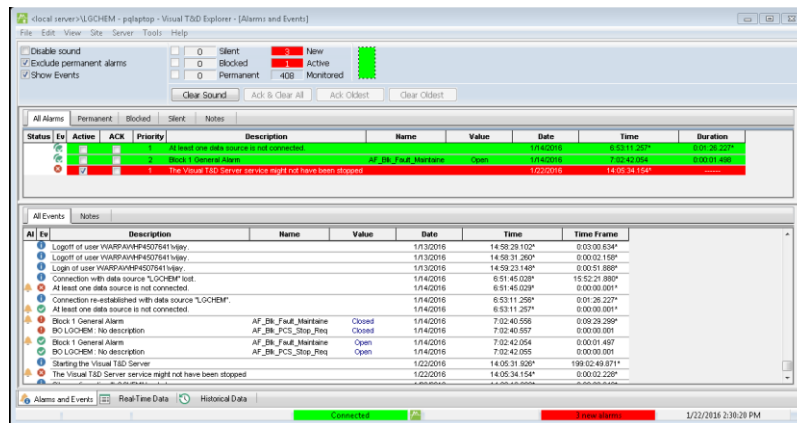 <local server>\LGCHEM - pqlaptop - Visual T&D Explorer - [Alarms and Events]
File Edit View Site Server Tools Help
Disable sound
Exclude permanent alarms
Show Events
0 Silent 3 New
0 Blocked 1 Active
0 Permanent 408 Monitored
Clear Sound Ack & Clear All Ack Oldest Clear Oldest
All Alarms Permanent Blocked Silent Notes
Status Ev Active ACK Priority Description Name Value Date Time Duration
1 At least one data source is not connected. 1/14/2016 6:53:11.257* 0:01:26.227*
2 Block 1 General Alarm AF_Blk_Fault_Maintaine Open 1/14/2016 7:02:42.054 0:00:01.498
1 The Visual T&D Server service might not have been stopped 1/22/2016 14:05:34.154* ------
All Events Notes
Al Ev Description Name Value Date Time Time Frame
Logoff of user WARPAWHP4507641\vijay. 1/13/2016 14:58:29.102* 0:03:00.634*
Logoff of user WARPAWHP4507641\vijay. 1/13/2016 14:58:31.260* 0:00:02.158*
Login of user WARPAWHP4507641\vijay. 1/13/2016 14:59:23.148* 0:00:51.888*
Connection with data source "LGCHEM" lost. 1/14/2016 6:51:45.028* 15:52:21.880*
At least one data source is not connected. 1/14/2016 6:51:45.029* 0:00:00.001*
Connection re-established with data source "LGCHEM". 1/14/2016 6:53:11.256* 0:01:26.227*
At least one data source is not connected. 1/14/2016 6:53:11.257* 0:00:00.001*
Block 1 General Alarm AF_Blk_Fault_Maintaine Closed 1/14/2016 7:02:40.556 0:09:29.299*
BO LGCHEM : No description AF_Blk_PCS_Stop_Req Closed 1/14/2016 7:02:40.557 0:00:00.001
Block 1 General Alarm AF_Blk_Fault_Maintaine Open 1/14/2016 7:02:42.054 0:00:01.497
BO LGCHEM : No description AF_Blk_PCS_Stop_Req Open 1/14/2016 7:02:42.055 0:00:00.001
Starting the Visual T&D Server 1/22/2016 14:05:31.926* 199:02:49.871*
The Visual T&D Server service might not have been stopped 1/22/2016 14:05:34.154* 0:00:02.228*
Alarms and Events Real-Time Data Historical Data
Connected 3 new alarms 1/22/2016 2:30:20 PM